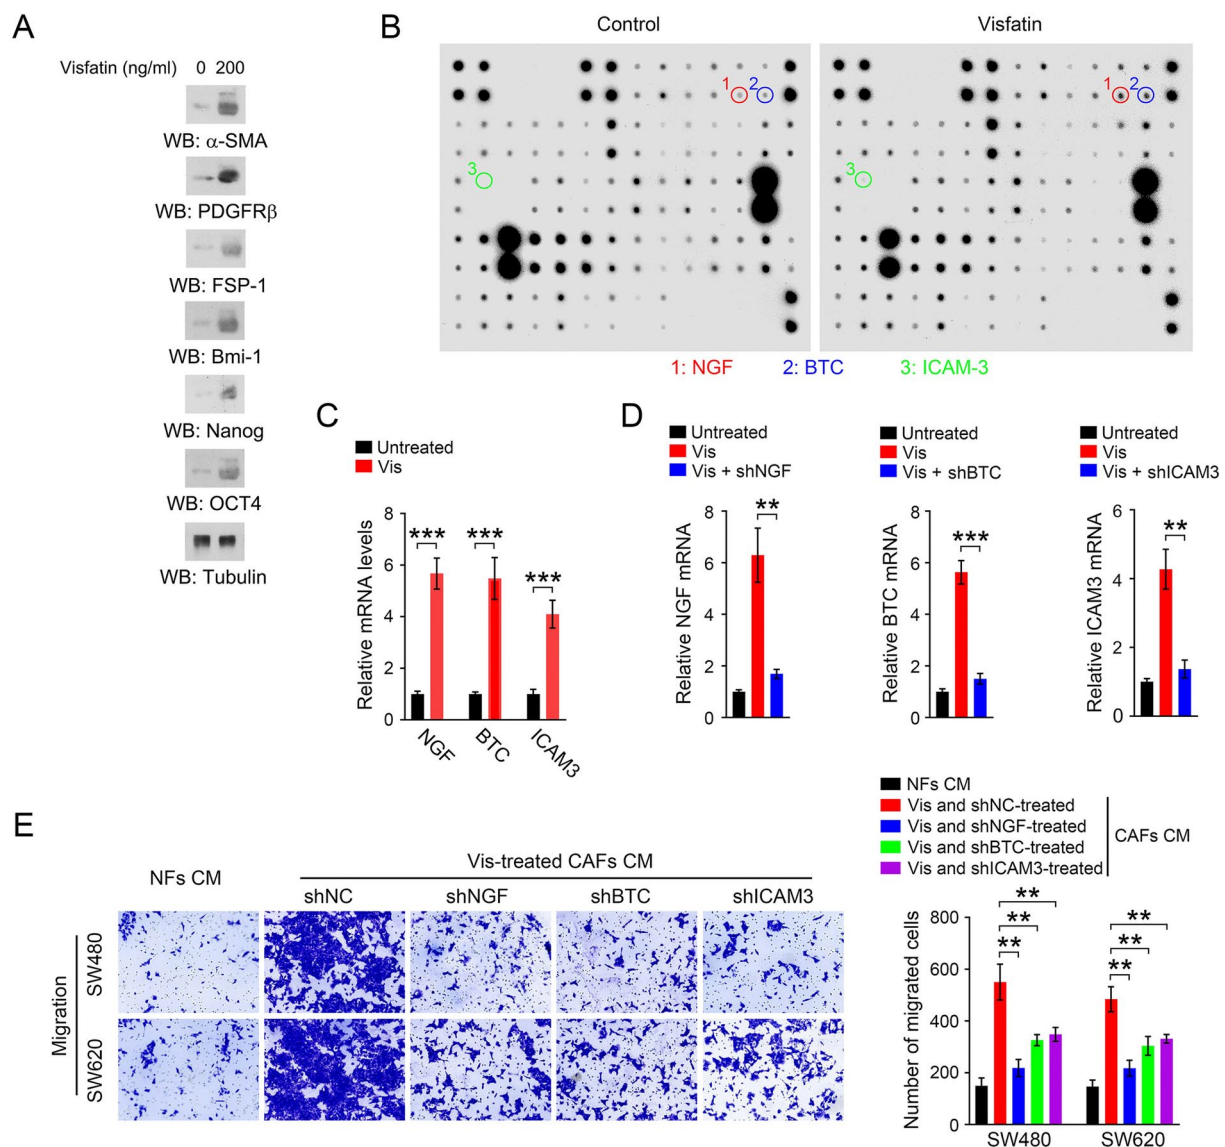 A
Visfatin (ng/ml) 0 200
WB: α-SMA
WB: PDGFRβ
WB: FSP-1
WB: Bmi-1
WB: Nanog
WB: OCT4
WB: Tubulin
B
Control
Visfatin
1 2
3
1 2
3
1: NGF 2: BTC 3: ICAM-3
C
Untreated
Vis
Relative mRNA levels
8
6
4
2
0
***
***
***
NGF BTC ICAM3
D
Untreated
Vis
Vis + shNGF
Relative NGF mRNA
8
6
4
2
0
**
Untreated
Vis
Vis + shBTC
Relative BTC mRNA
8
6
4
2
0
***
Untreated
Vis
Vis + shICAM3
Relative ICAM3 mRNA
6
4
2
0
**
E
Vis-treated CAFs CM
NFs CM
shNC shNGF shBTC shICAM3
Migration
SW480
SW620
NFs CM
Vis and shNC-treated
Vis and shNGF-treated
Vis and shBTC-treated
Vis and shICAM3-treated
CAFs CM
Number of migrated cells
800
600
400
200
0
**
**
**
**
**
**
SW480 SW620